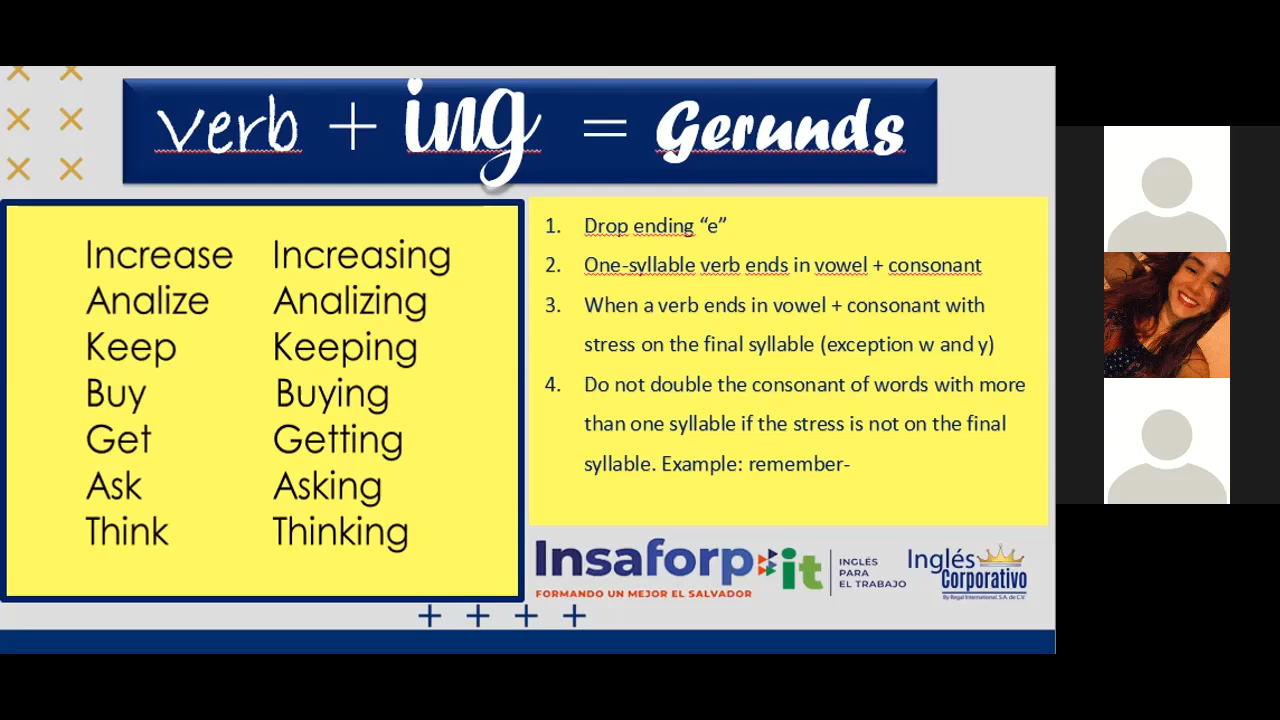 verb + ing = Gerunds
Increase Increasing
Analize Analizing
Keep Keeping
Buy Buying
Get Getting
Ask Asking
Think Thinking
1. Drop ending “e”
2. One-syllable verb ends in vowel + consonant
3. When a verb ends in vowel + consonant with
stress on the final syllable (exception w and y)
4. Do not double the consonant of words with more
than one syllable if the stress is not on the final
syllable. Example: remember-
Insaforp
FORMANDO UN MEJOR EL SALVADOR
it
INGLÉS
PARA
EL TRABAJO
Inglés
Corporativo
By Regal International, S.A. de C.V.